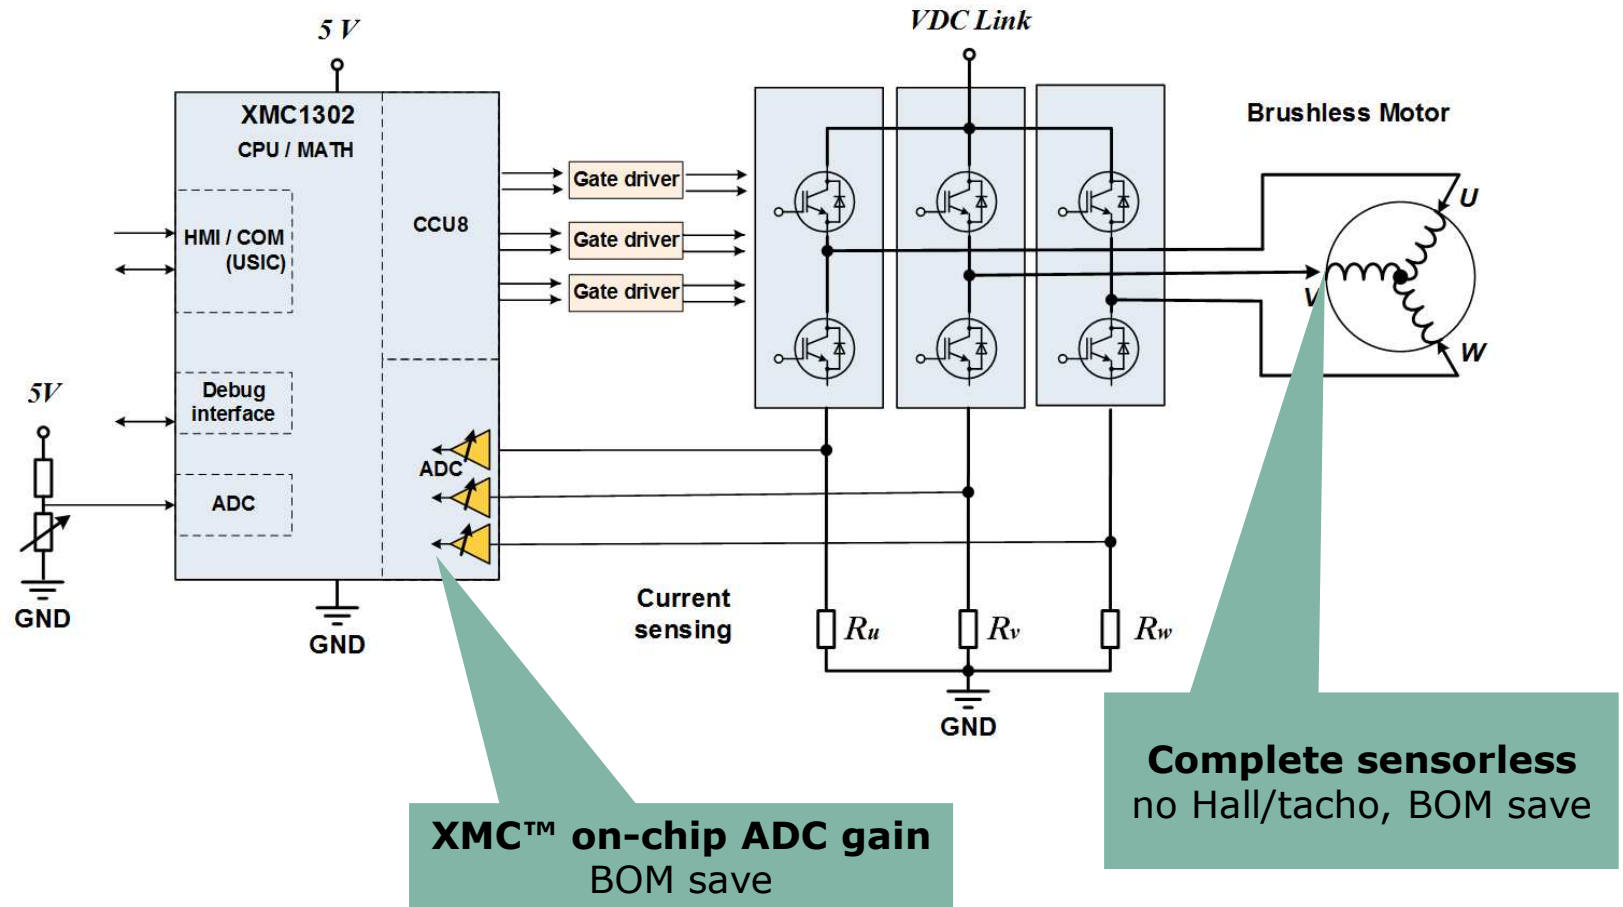 5 V
VDC Link
XMC1302
CPU / MATH
Brushless Motor
Gate driver
U
HMI / COM
(USIC)
CCU8
Gate driver
Gate driver
V
W
5V
Debug
interface
ADC
ADC
GND
GND
Current
sensing
Ru
Rv
Rw
GND
Complete sensorless
no Hall/tacho, BOM save
XMC™ on-chip ADC gain
BOM save